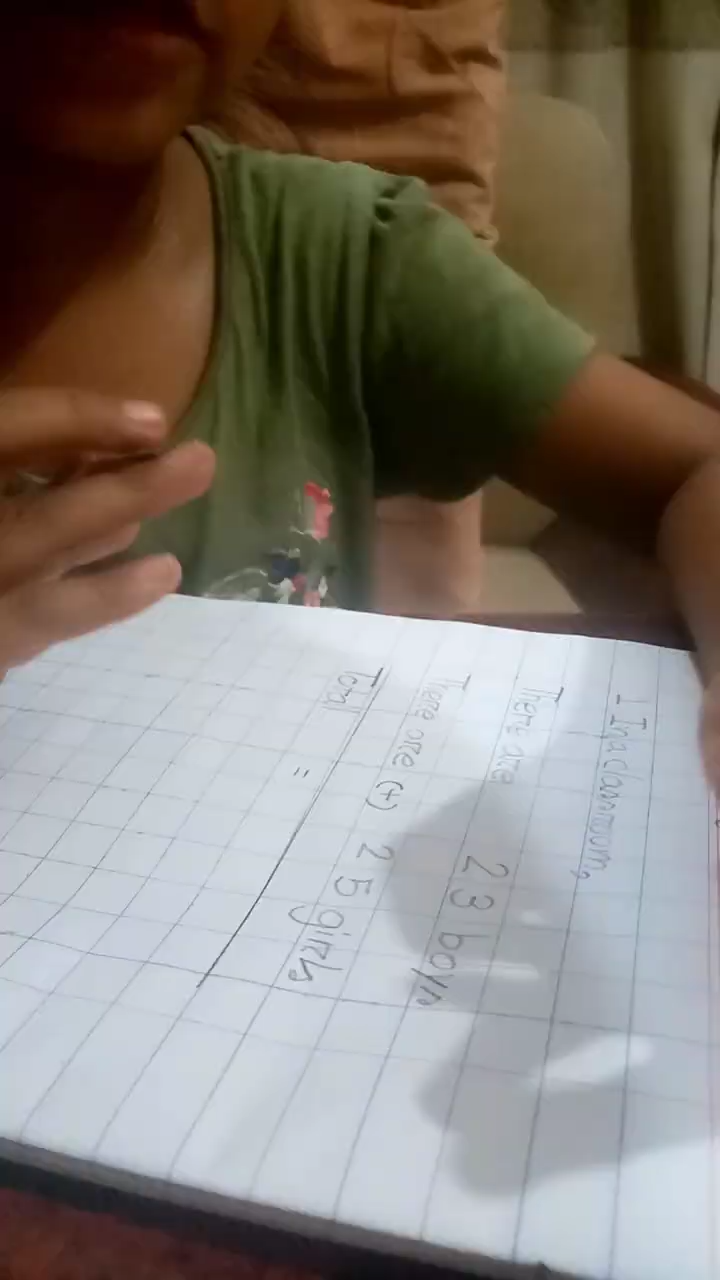 1 In a classroom,
There are 23 boys
There are (+) 25 girls
Total =